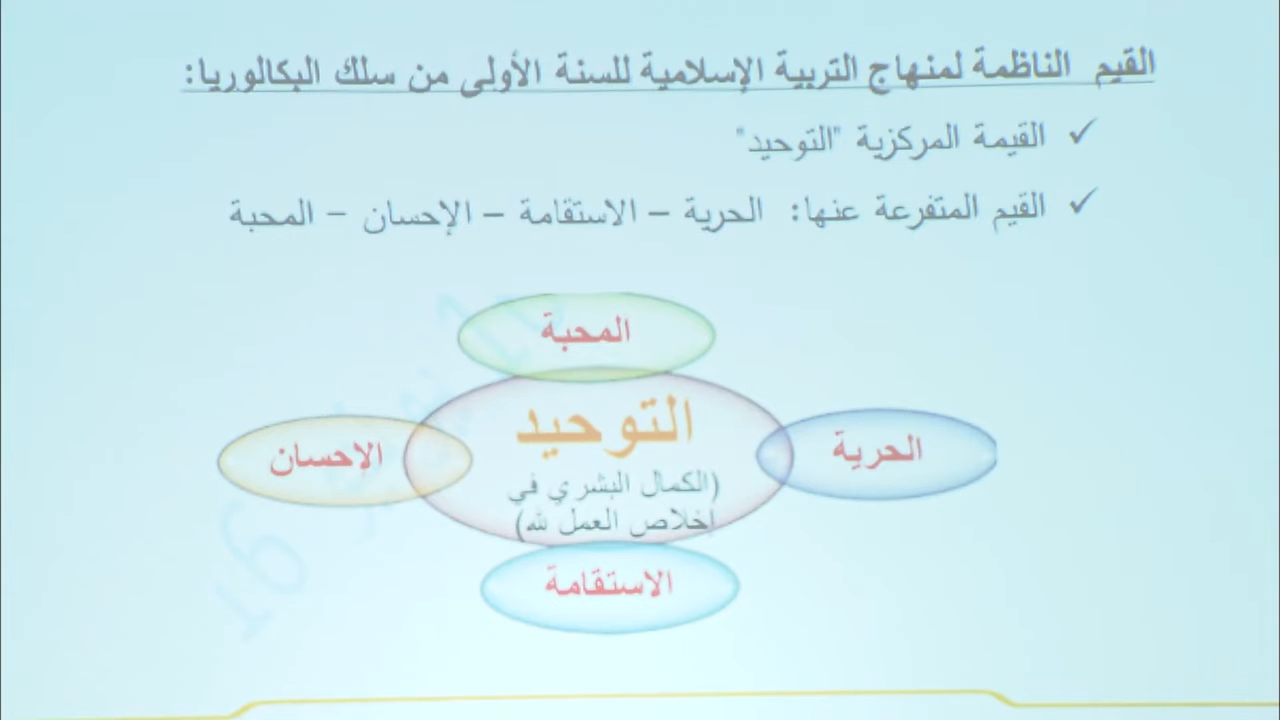 القيم الناظمة لمنهاج التربية الإسلامية للسنة الأولى من سلك البكالوريا:
✓ القيمة المركزية "التوحيد"
✓ القيم المتفرعة عنها: الحرية – الاستقامة – الإحسان – المحبة
المحبة
الحرية
التوحيد
(الكمال البشري في
إخلاص العمل لله)
الإحسان
الاستقامة